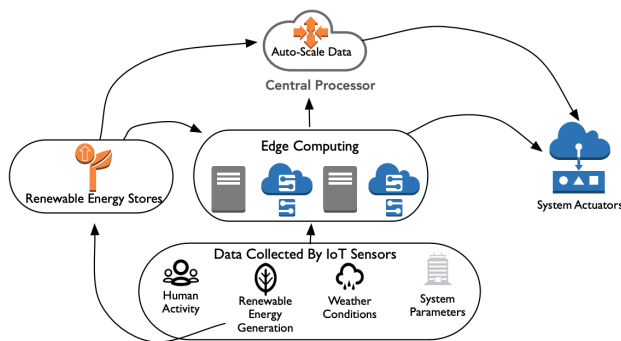 Auto-Scale Data
Central Processor
Edge Computing
Renewable Energy Stores
System Actuators
Data Collected By IoT Sensors
Human
Activity
Renewable
Energy
Generation
Weather
Conditions
System
Parameters